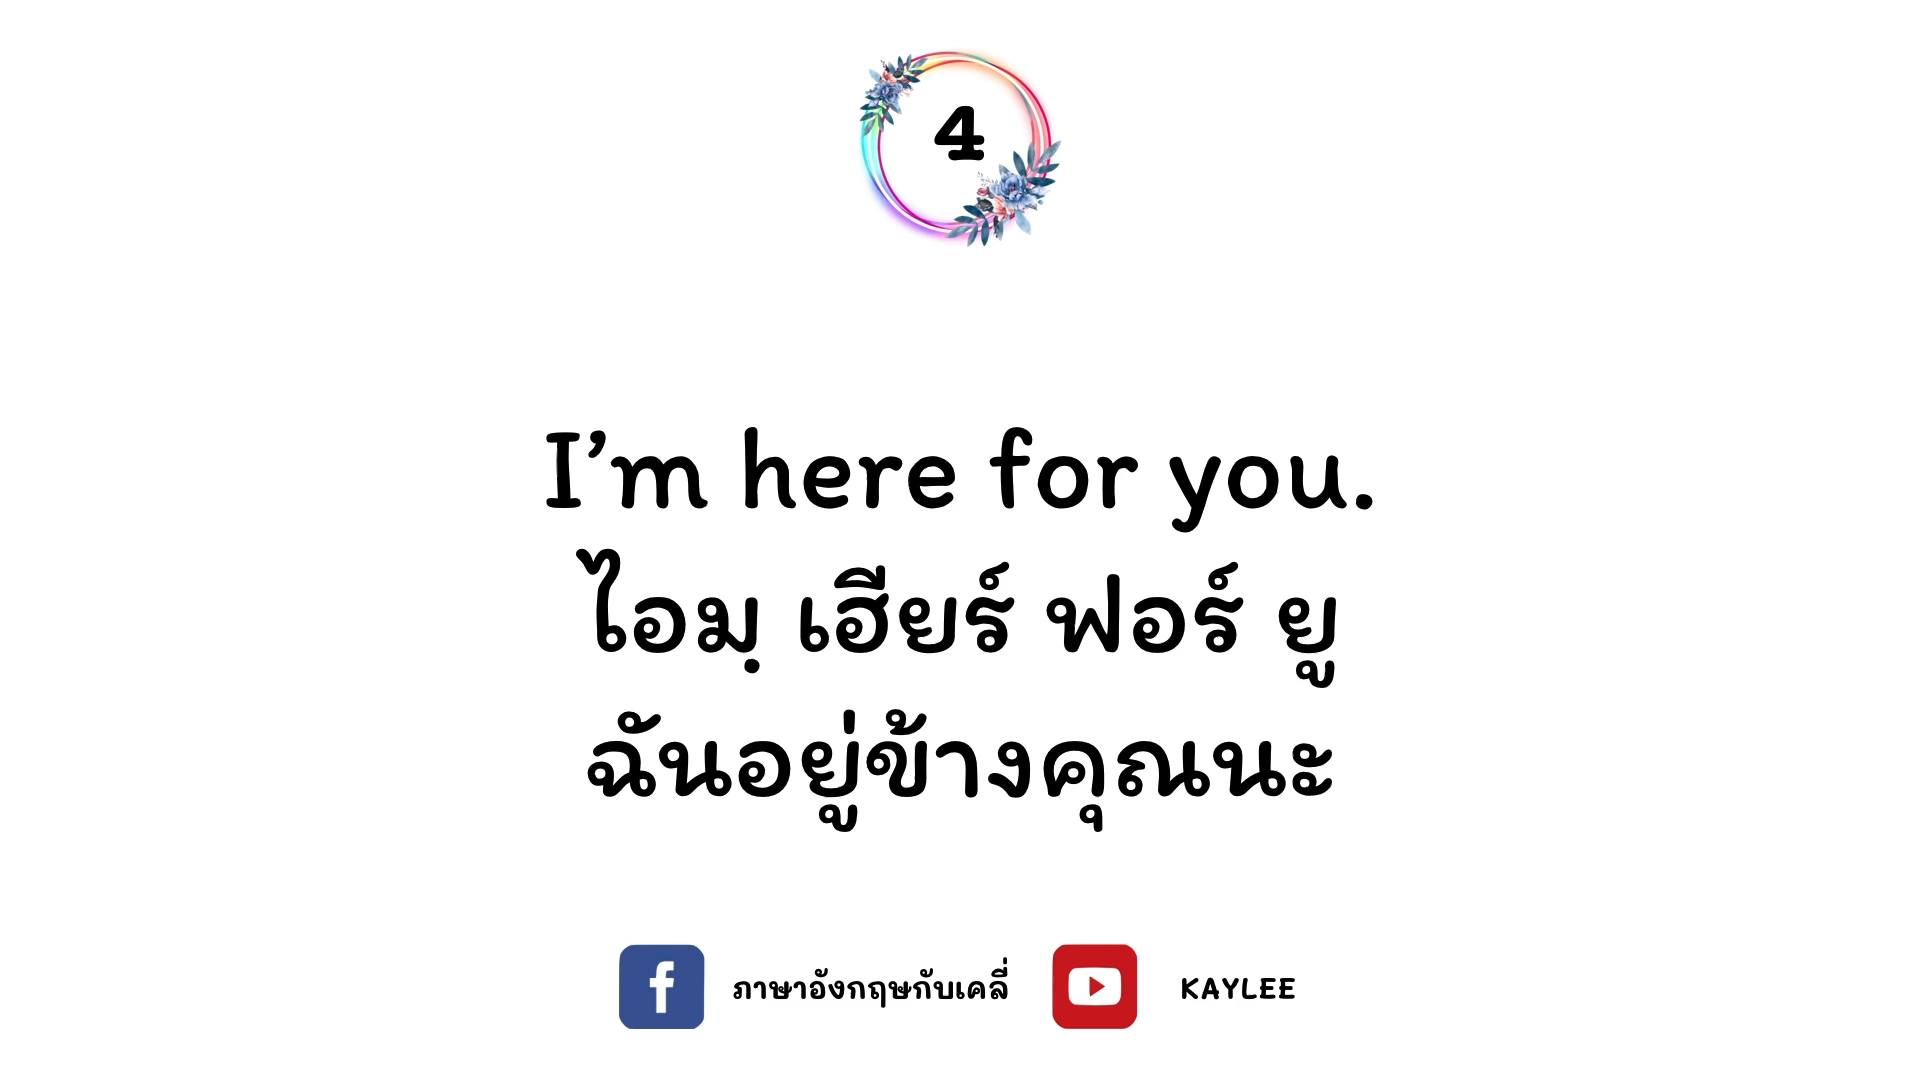 4
I’m here for you.
ไอมฺ เฮียร์ ฟอร์ ยู
ฉันอยู่ข้างคุณนะ
ภาษาอังกฤษกับเคลี่ KAYLEE